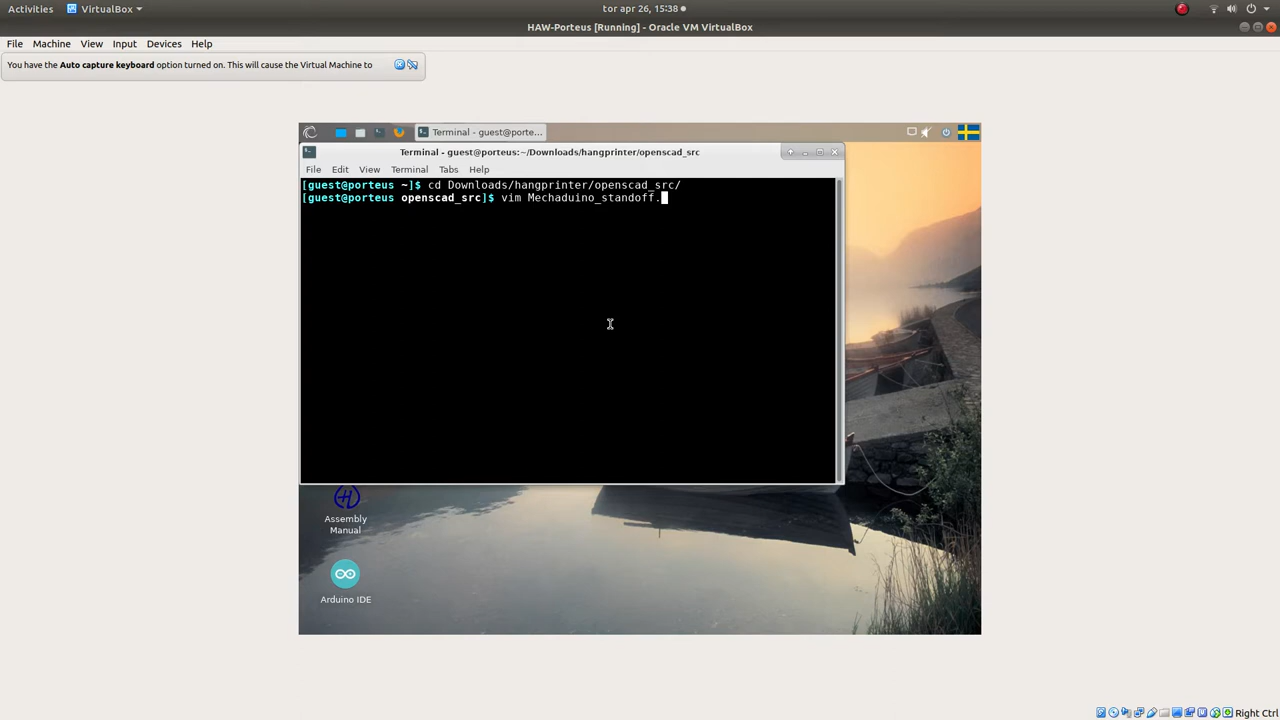 Activities VirtualBox tor apr 26, 15:38
HAW-Porteus [Running] - Oracle VM VirtualBox
File Machine View Input Devices Help
You have the Auto capture keyboard option turned on. This will cause the Virtual Machine to
Terminal - guest@porte...
Terminal - guest@porteus:~/Downloads/hangprinter/openscad_src
File Edit View Terminal Tabs Help
[guest@porteus ~]$ cd Downloads/hangprinter/openscad_src/
[guest@porteus openscad_src]$ vim Mechaduino_standoff.
Assembly
Manual
Arduino IDE
Right Ctrl